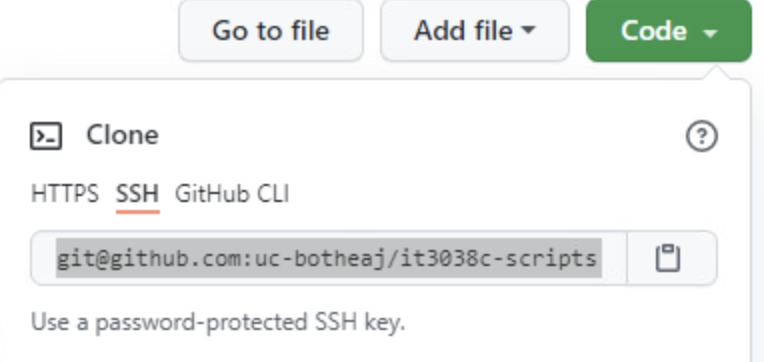 Go to file Add file Code
Clone
HTTPS SSH GitHub CLI
git@github.com:uc-botheaj/it3038c-scripts
Use a password-protected SSH key.